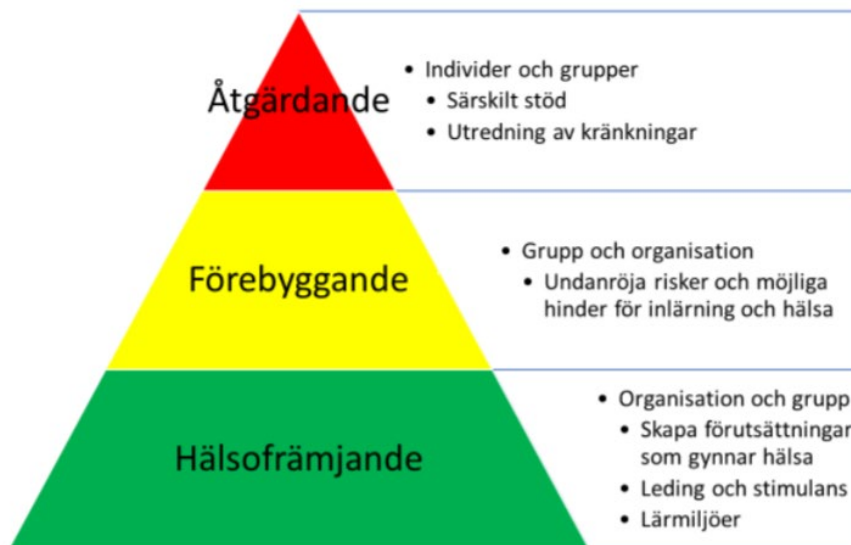 Åtgärdande
• Individer och grupper
• Särskilt stöd
• Utredning av kränkningar
Förebyggande
• Grupp och organisation
• Undanröja risker och möjliga
hinder för inlärning och hälsa
Hälsofrämjande
• Organisation och grupp
• Skapa förutsättningar
som gynnar hälsa
• Leding och stimulans
• Lärmiljöer